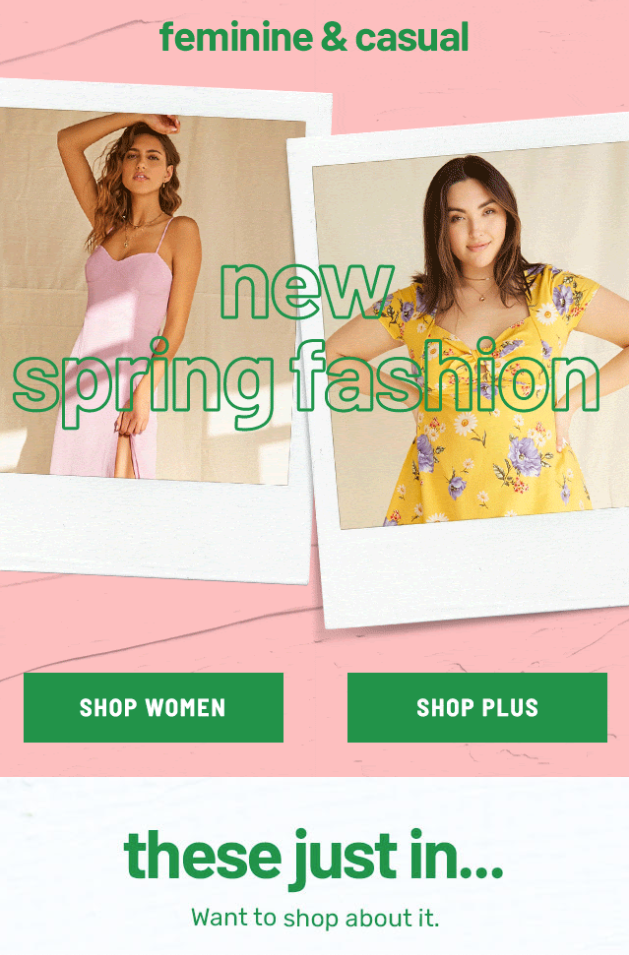 feminine & casual
new
spring fashion
SHOP WOMEN
SHOP PLUS
these just in...
Want to shop about it.